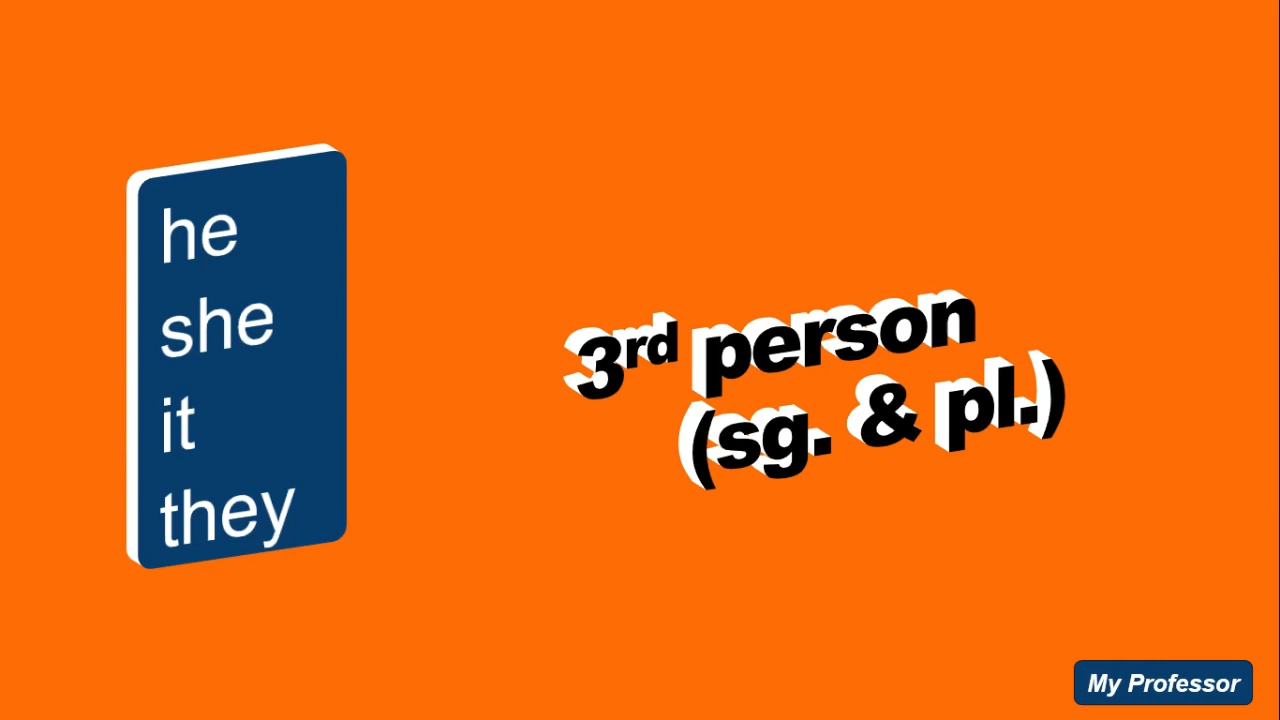 he
she
it
they
3rd person
(sg. & pl.)
My Professor